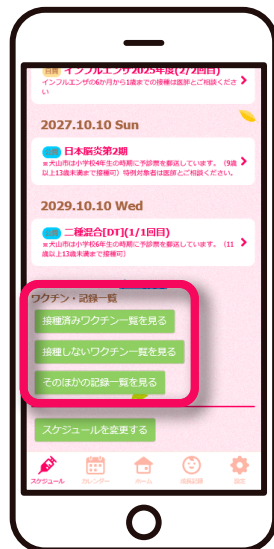 自費 インフルエンザ2025年度(2/2回目)
インフルエンザの6か月から1歳までの接種は医師とご相談くださ
い
2027.10.10 Sun
日本脳炎第2期
※犬山市は小学校4年生の時期に予診票を郵送しています。（9歳
以上13歳未満まで接種可）特例対象者は医師とご相談ください。
2029.10.10 Wed
二種混合[DT](1/1回目)
※犬山市は小学校6年生の時期に予診票を郵送しています。（11
歳以上13歳未満まで接種可）
ワクチン・記録一覧
接種済みワクチン一覧を見る
接種しないワクチン一覧を見る
そのほかの記録一覧を見る
スケジュールを変更する
スケジュール カレンダー ホーム 成長記録 設定